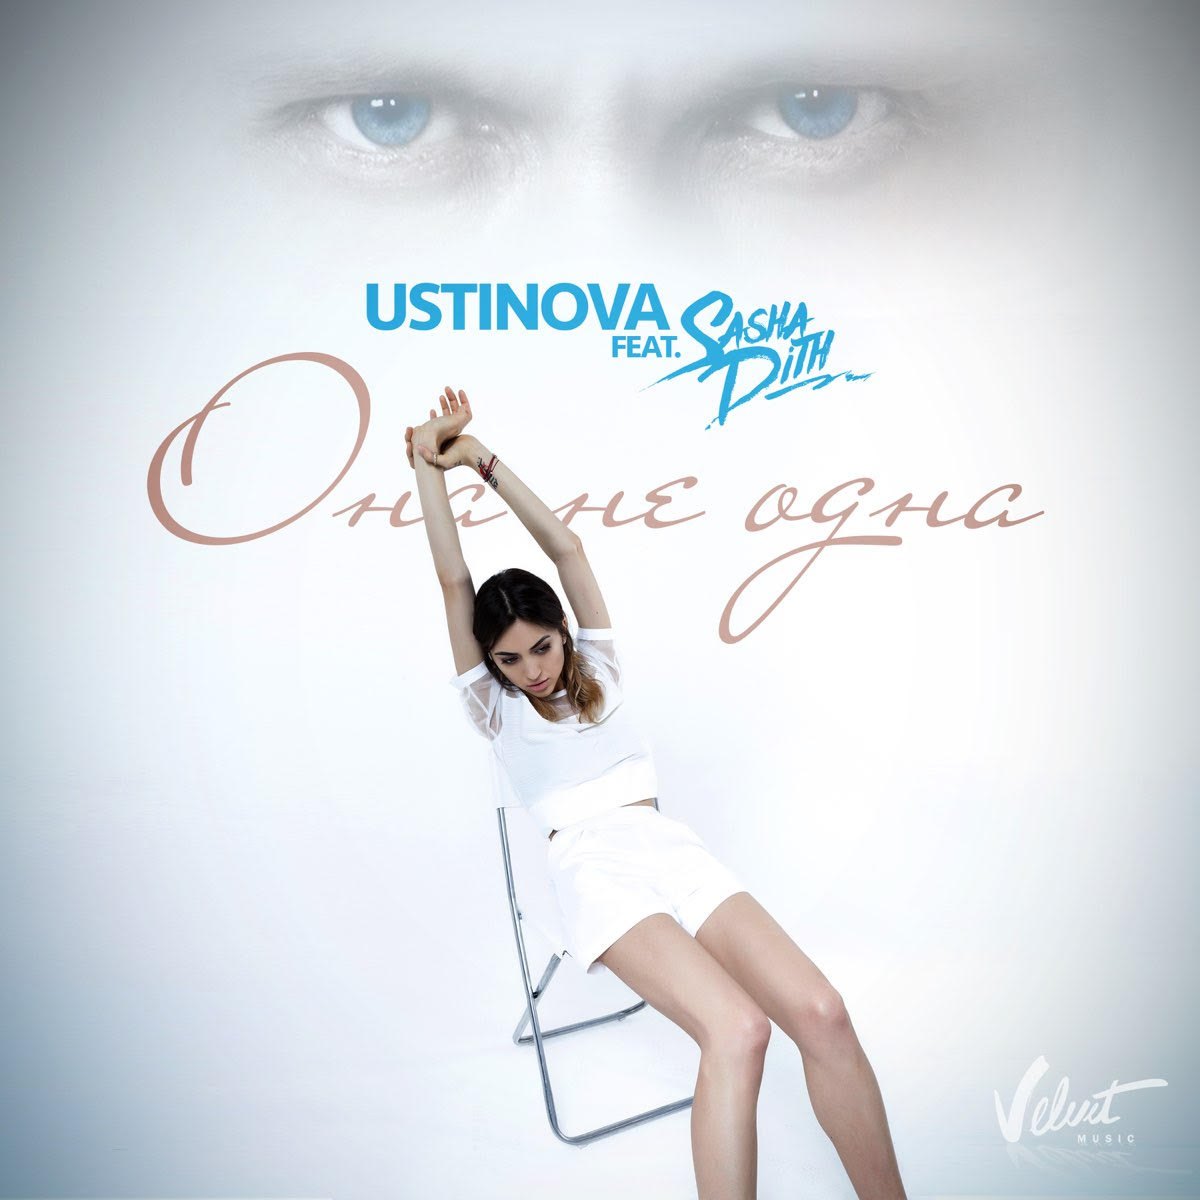 USTINOVA
FEAT. SASHA DITH
Она не одна
Velvet
MUSIC